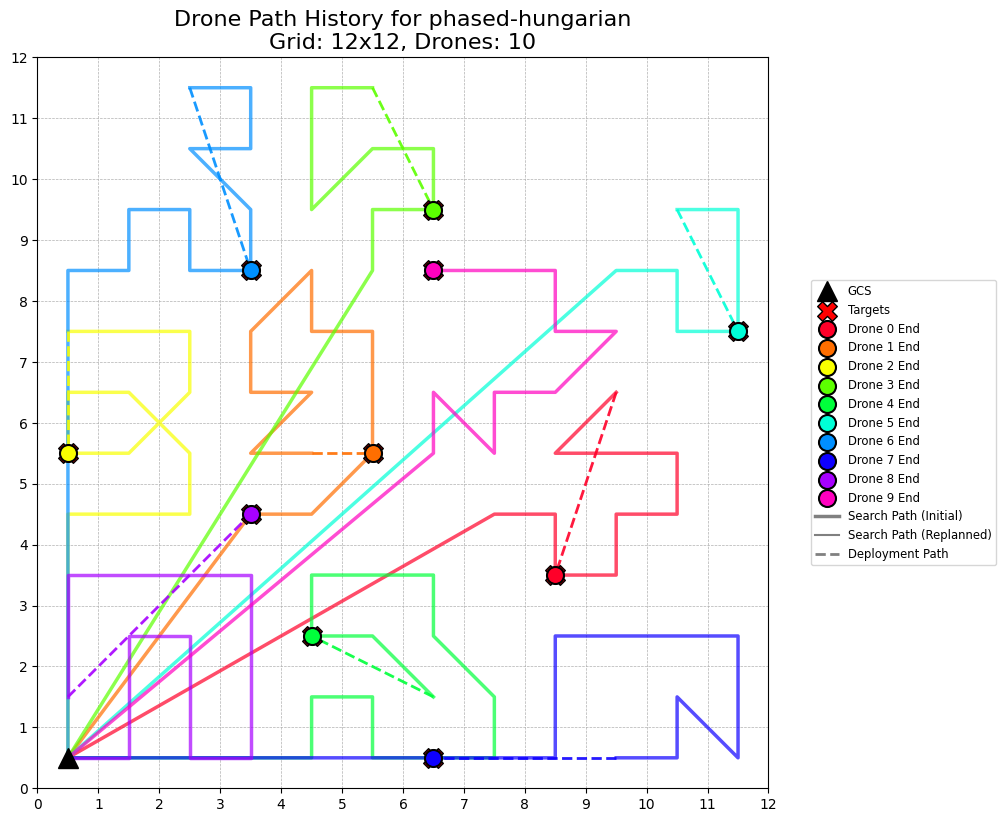 Drone Path History for phased-hungarian
Grid: 12x12, Drones: 10
12
11
10
9
8
7
6
5
4
3
2
1
0
0 1 2 3 4 5 6 7 8 9 10 11 12
GCS
Targets
Drone 0 End
Drone 1 End
Drone 2 End
Drone 3 End
Drone 4 End
Drone 5 End
Drone 6 End
Drone 7 End
Drone 8 End
Drone 9 End
Search Path (Initial)
Search Path (Replanned)
Deployment Path